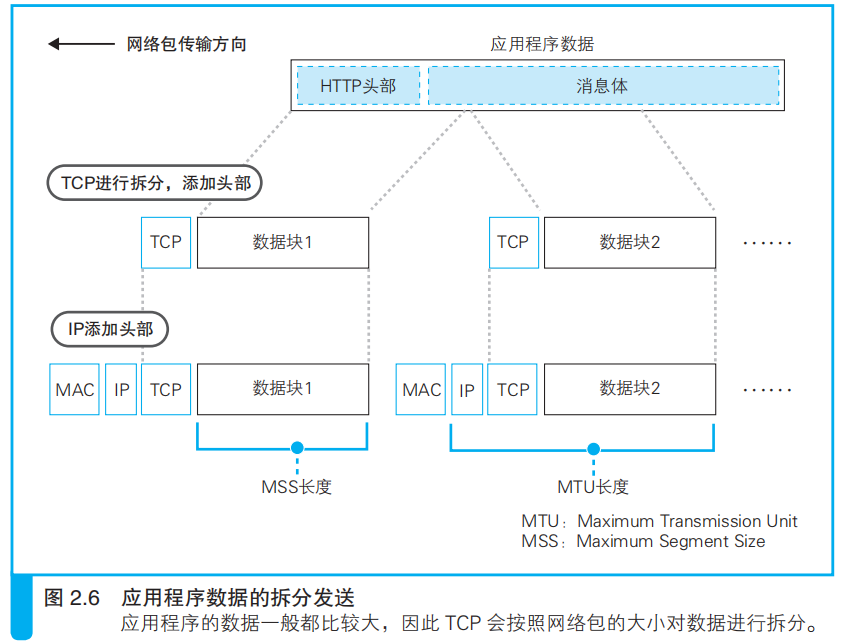 网络包传输方向
应用程序数据
HTTP头部
消息体
TCP进行拆分，添加头部
TCP
数据块1
TCP
数据块2
······
IP添加头部
MAC
IP
TCP
数据块1
MAC
IP
TCP
数据块2
······
MSS长度
MTU长度
MTU：Maximum Transmission Unit
MSS：Maximum Segment Size
图 2.6 应用程序数据的拆分发送
应用程序的数据一般都比较大，因此 TCP 会按照网络包的大小对数据进行拆分。